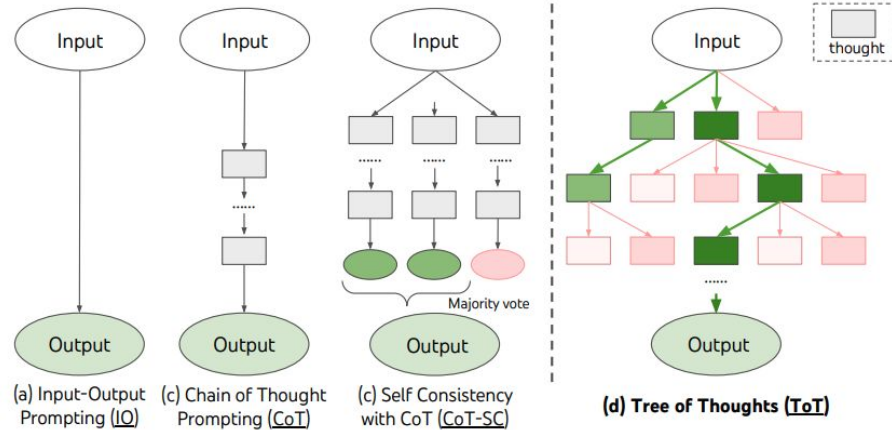 Input
Input
Input
Input
thought
......
......
......
......
Majority vote
......
Output
Output
Output
Output
(a) Input-Output
Prompting (IO)
(c) Chain of Thought
Prompting (CoT)
(c) Self Consistency
with CoT (CoT-SC)
(d) Tree of Thoughts (ToT)